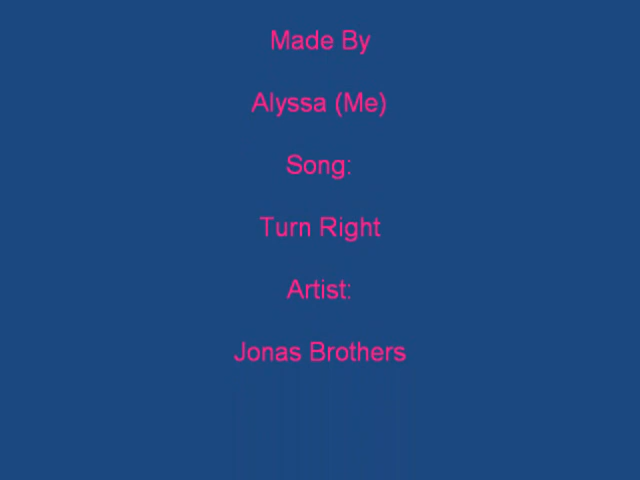 Made By
Alyssa (Me)
Song:
Turn Right
Artist:
Jonas Brothers